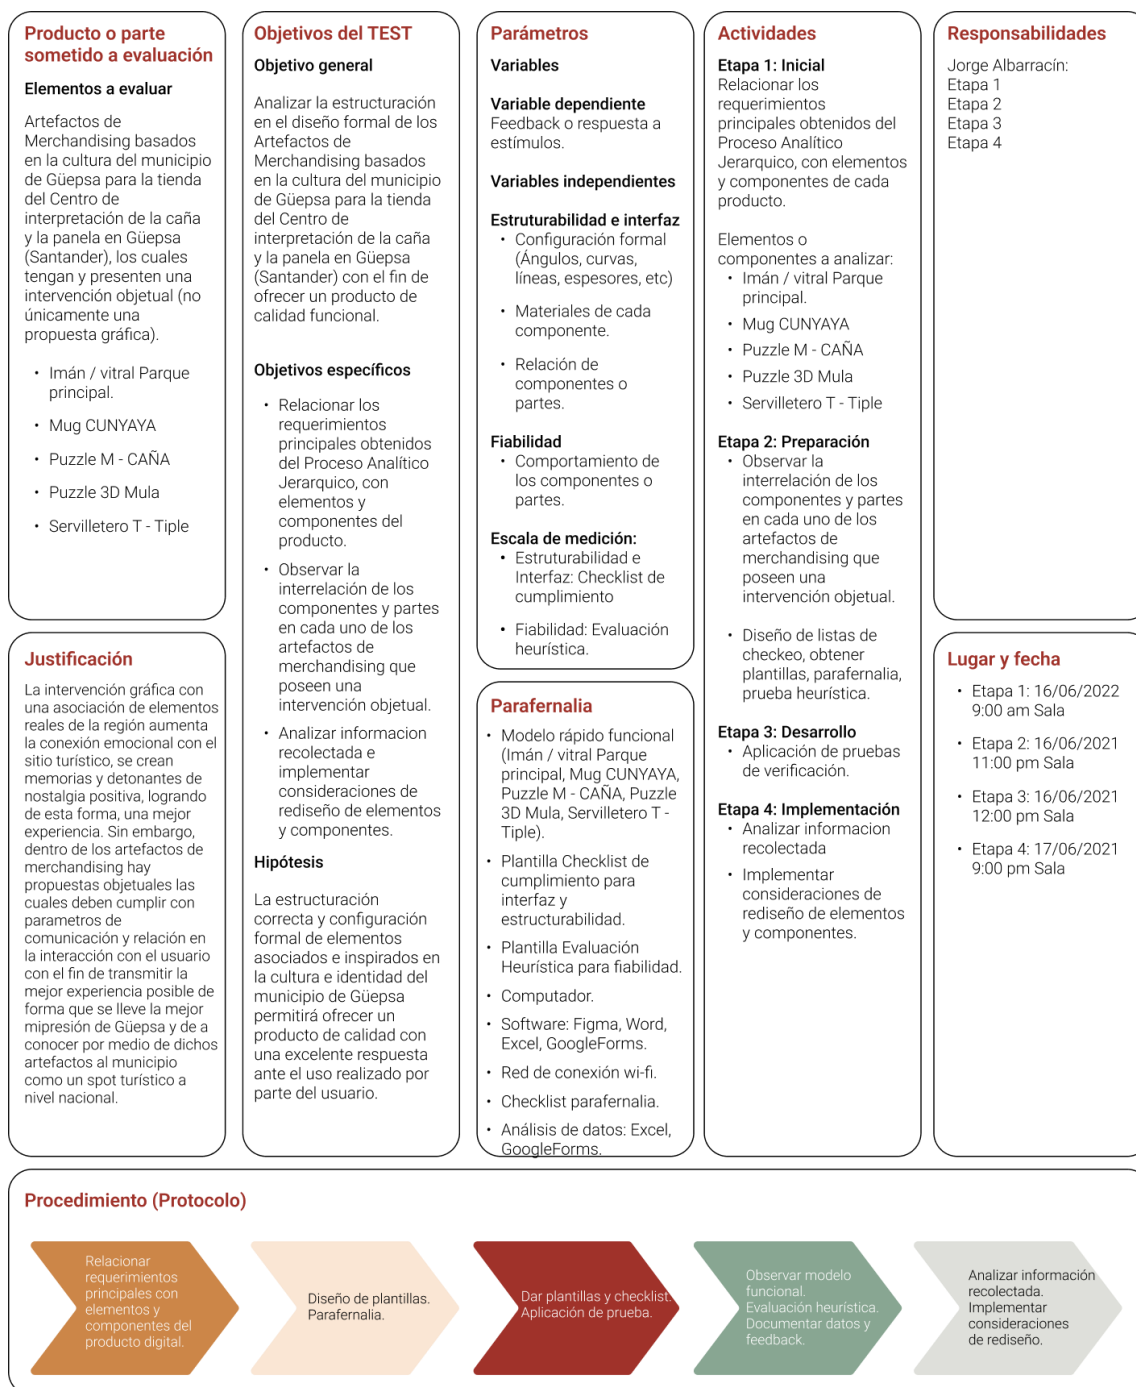 Producto o parte
sometido a evaluación
Elementos a evaluar
Artefactos de
Merchandising basados
en la cultura del municipio
de Güepsa para la tienda
del Centro de
interpretación de la caña
y la panela en Güepsa
(Santander), los cuales
tengan y presenten una
intervención objetual (no
únicamente una
propuesta gráfica).
• Imán / vitral Parque
principal.
• Mug CUNYAYA
• Puzzle M - CAÑA
• Puzzle 3D Mula
• Servilletero T - Tiple
Justificación
La intervención gráfica con
una asociación de elementos
reales de la región aumenta
la conexión emocional con el
sitio turístico, se crean
memorias y detonantes de
nostalgia positiva, logrando
de esta forma, una mejor
experiencia. Sin embargo,
dentro de los artefactos de
merchandising hay
propuestas objetuales las
cuales deben cumplir con
parametros de
comunicación y relación en
la interacción con el usuario
con el fin de transmitir la
mejor experiencia posible de
forma que se lleve la mejor
mipresión de Güepsa y de a
conocer por medio de dichos
artefactos al municipio
como un spot turístico a
nivel nacional.
Objetivos del TEST
Objetivo general
Analizar la estructuración
en el diseño formal de los
Artefactos de
Merchandising basados
en la cultura del municipio
de Güepsa para la tienda
del Centro de
interpretación de la caña
y la panela en Güepsa
(Santander) con el fin de
ofrecer un producto de
calidad funcional.
Objetivos específicos
• Relacionar los
requerimientos
principales obtenidos
del Proceso Analítico
Jerarquico, con
elementos y
componentes del
producto.
• Observar la
interrelación de los
componentes y partes
en cada uno de los
artefactos de
merchandising que
poseen una
intervención objetual.
• Analizar informacion
recolectada e
implementar
consideraciones de
rediseño de elementos
y componentes.
Hipótesis
La estructuración
correcta y configuración
formal de elementos
asociados e inspirados en
la cultura e identidad del
municipio de Güepsa
permitirá ofrecer un
producto de calidad con
una excelente respuesta
ante el uso realizado por
parte del usuario.
Parámetros
Variables
Variable dependiente
Feedback o respuesta a
estímulos.
Variables independientes
Estruturabilidad e interfaz
• Configuración formal
(Ángulos, curvas,
líneas, espesores, etc)
• Materiales de cada
componente.
• Relación de
componentes o
partes.
Fiabilidad
• Comportamiento de
los componentes o
partes.
Escala de medición:
• Estruturabilidad e
Interfaz: Checklist de
cumplimiento
• Fiabilidad: Evaluación
heurística.
Parafernalia
• Modelo rápido funcional
(Imán / vitral Parque
principal, Mug CUNYAYA,
Puzzle M - CAÑA, Puzzle
3D Mula, Servilletero T -
Tiple).
• Plantilla Checklist de
cumplimiento para
interfaz y
estructurabilidad.
• Plantilla Evaluación
Heurística para fiabilidad.
• Computador.
• Software: Figma, Word,
Excel, GoogleForms.
• Red de conexión wi-fi.
• Checklist parafernalia.
• Análisis de datos: Excel,
GoogleForms.
Actividades
Etapa 1: Inicial
Relacionar los
requerimientos
principales obtenidos del
Proceso Analítico
Jerarquico, con elementos
y componentes de cada
producto.
Elementos o
componentes a analizar:
• Imán / vitral Parque
principal.
• Mug CUNYAYA
• Puzzle M - CAÑA
• Puzzle 3D Mula
• Servilletero T - Tiple
Etapa 2: Preparación
• Observar la
interrelación de los
componentes y partes
en cada uno de los
artefactos de
merchandising que
poseen una
intervención objetual.
• Diseño de listas de
checkeo, obtener
plantillas, parafernalia,
prueba heurística.
Etapa 3: Desarrollo
• Aplicación de pruebas
de verificación.
Etapa 4: Implementación
• Analizar informacion
recolectada
• Implementar
consideraciones de
rediseño de elementos
y componentes.
Responsabilidades
Jorge Albarracín:
Etapa 1
Etapa 2
Etapa 3
Etapa 4
Lugar y fecha
• Etapa 1: 16/06/2022
9:00 am Sala
• Etapa 2: 16/06/2021
11:00 pm Sala
• Etapa 3: 16/06/2021
12:00 pm Sala
• Etapa 4: 17/06/2021
9:00 pm Sala
Procedimiento (Protocolo)
Relacionar
requerimientos
principales con
elementos y
componentes del
producto digital.
Diseño de plantillas.
Parafernalia.
Dar plantillas y checklist.
Aplicación de prueba.
Observar modelo
funcional.
Evaluación heurística.
Documentar datos y
feedback.
Analizar información
recolectada.
Implementar
consideraciones
de rediseño.